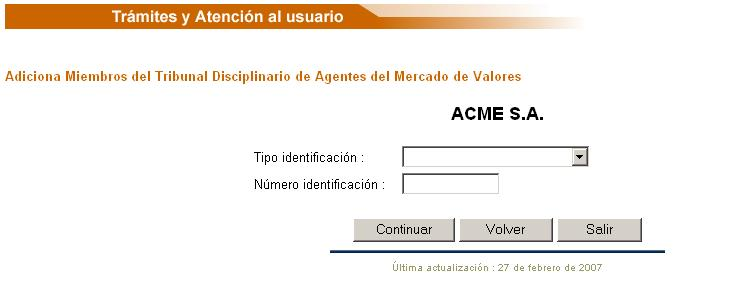 Trámites y Atención al usuario
Adiciona Miembros del Tribunal Disciplinario de Agentes del Mercado de Valores
ACME S.A.
Tipo identificación :
Número identificación :
Continuar Volver Salir
Última actualización : 27 de febrero de 2007